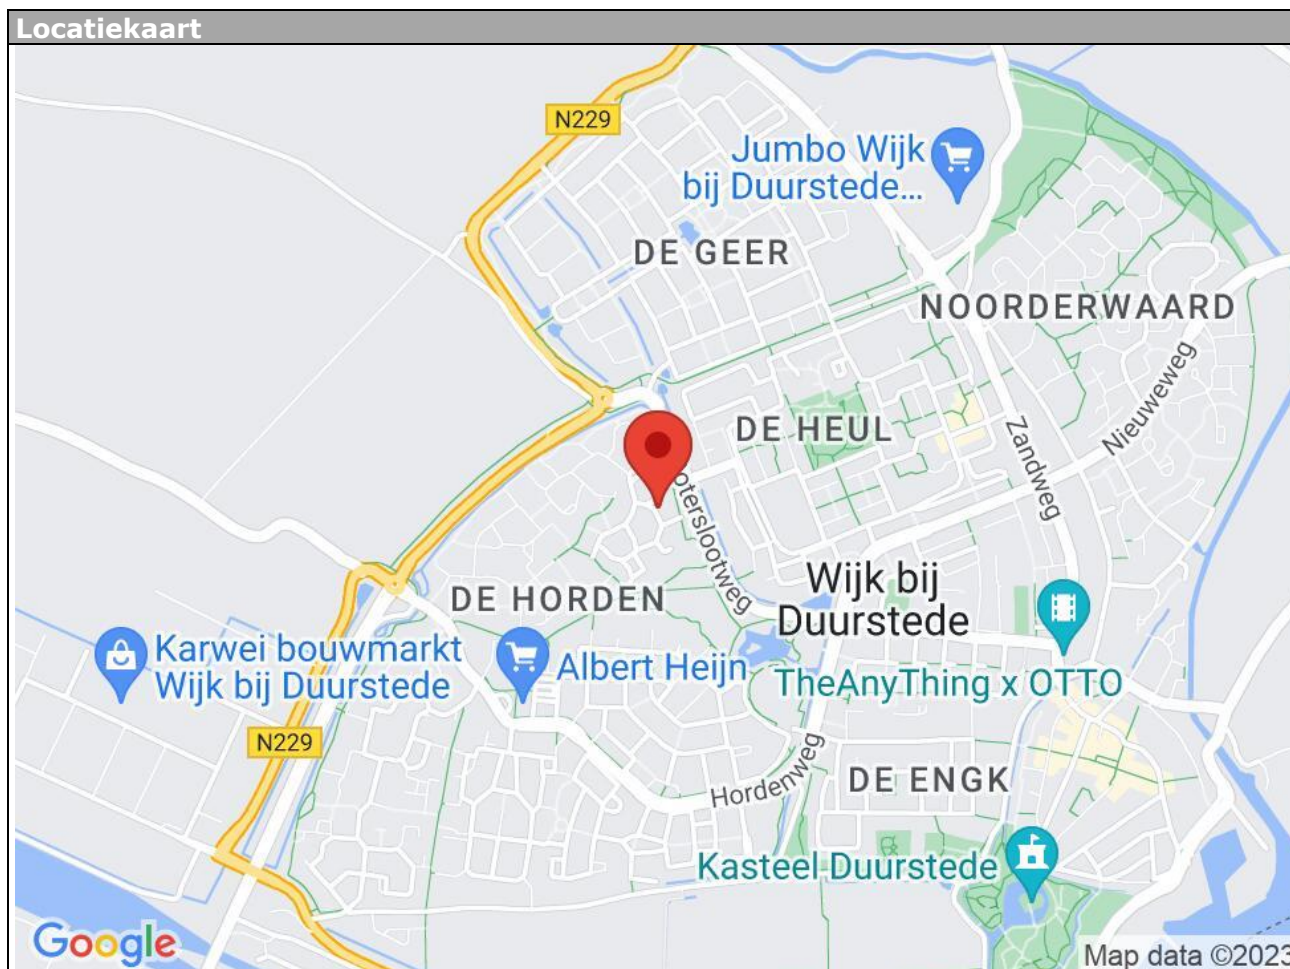 Locatiekaart
N229
Jumbo Wijk
bij Duurstede...
DE GEER
NOORDERWAARD
Nieuweweg
DE HEUL
Zandweg
oterslootweg
Wijk bij
Duurstede
DE HORDEN
Karwei bouwmarkt
Wijk bij Duurstede
Albert Heijn
TheAnyThing x OTTO
N229
Hordenweg
DE ENGK
Kasteel Duurstede
Google
Map data ©2023